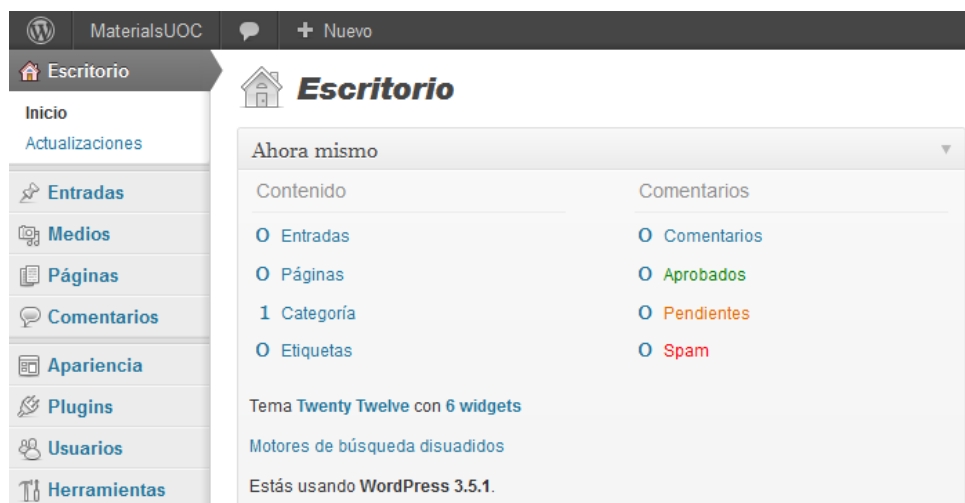 MaterialsUOC + Nuevo
Escritorio
Inicio
Actualizaciones
Entradas
Medios
Páginas
Comentarios
Apariencia
Plugins
Usuarios
Herramientas
Escritorio
Ahora mismo
Contenido
0 Entradas
0 Páginas
1 Categoría
0 Etiquetas
Comentarios
0 Comentarios
0 Aprobados
0 Pendientes
0 Spam
Tema Twenty Twelve con 6 widgets
Motores de búsqueda disuadidos
Estás usando WordPress 3.5.1.